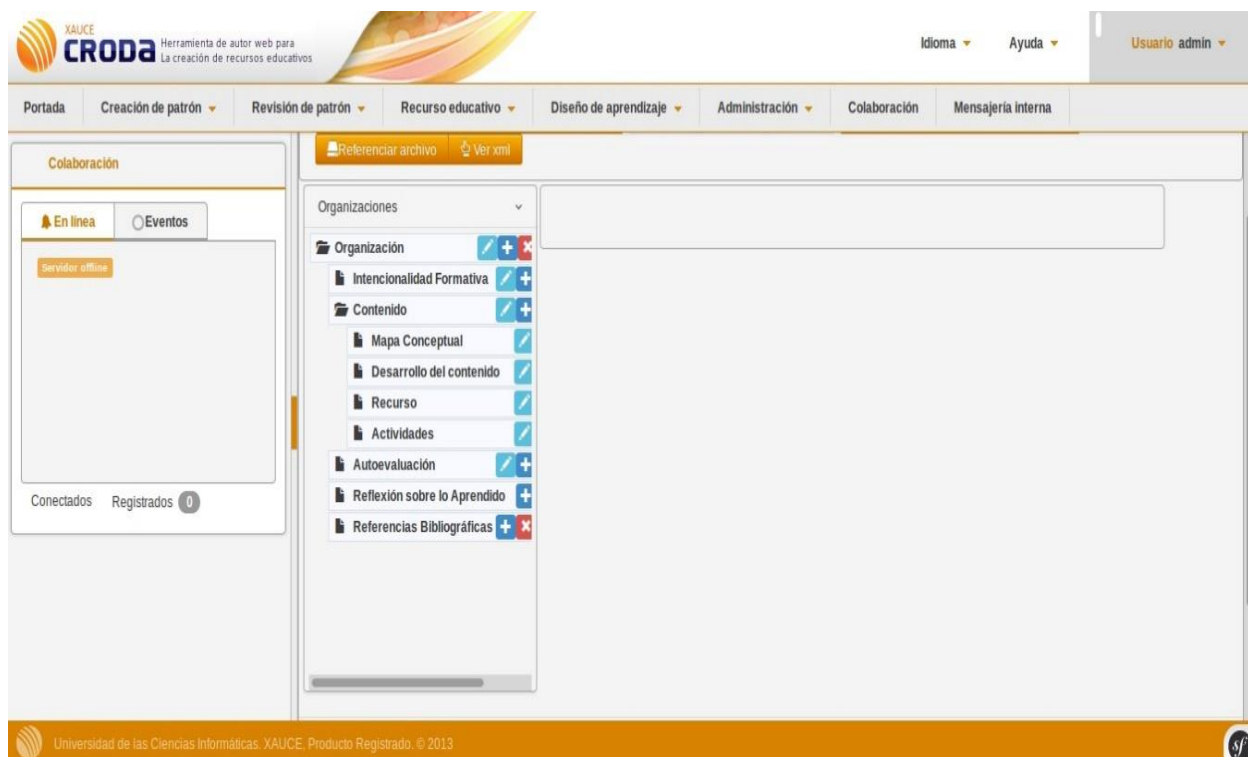 XAUCE
CRODA
Herramienta de autor web para
La creación de recursos educativos
Idioma
Ayuda
Usuario admin
Portada
Creación de patrón
Revisión de patrón
Recurso educativo
Diseño de aprendizaje
Administración
Colaboración
Mensajería interna
Colaboración
En línea
Eventos
Servidor offline
Conectados
Registrados 0
Referenciar archivo
Ver xml
Organizaciones
Organización
Intencionalidad Formativa
Contenido
Mapa Conceptual
Desarrollo del contenido
Recurso
Actividades
Autoevaluación
Reflexión sobre lo Aprendido
Referencias Bibliográficas
Universidad de las Ciencias Informáticas. XAUCE, Producto Registrado. © 2013
sf